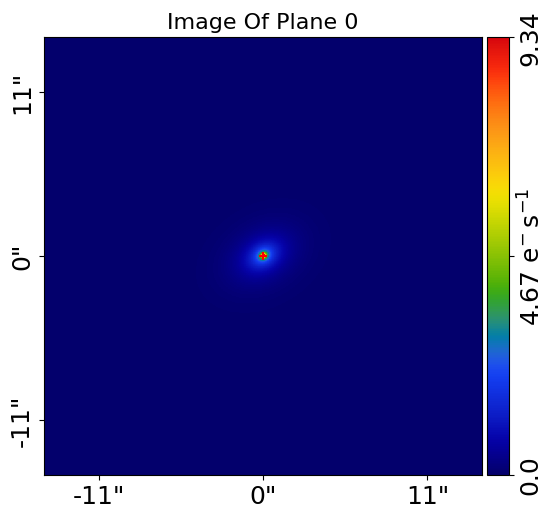 Image Of Plane 0
11"
0"
-11"
-11" 0" 11"
9.34
4.67 e⁻s⁻¹
0.0